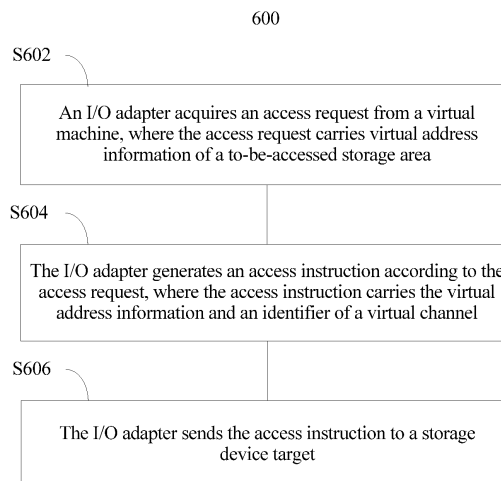 600
S602
An I/O adapter acquires an access request from a virtual
machine, where the access request carries virtual address
information of a to-be-accessed storage area
S604
The I/O adapter generates an access instruction according to the
access request, where the access instruction carries the virtual
address information and an identifier of a virtual channel
S606
The I/O adapter sends the access instruction to a storage
device target